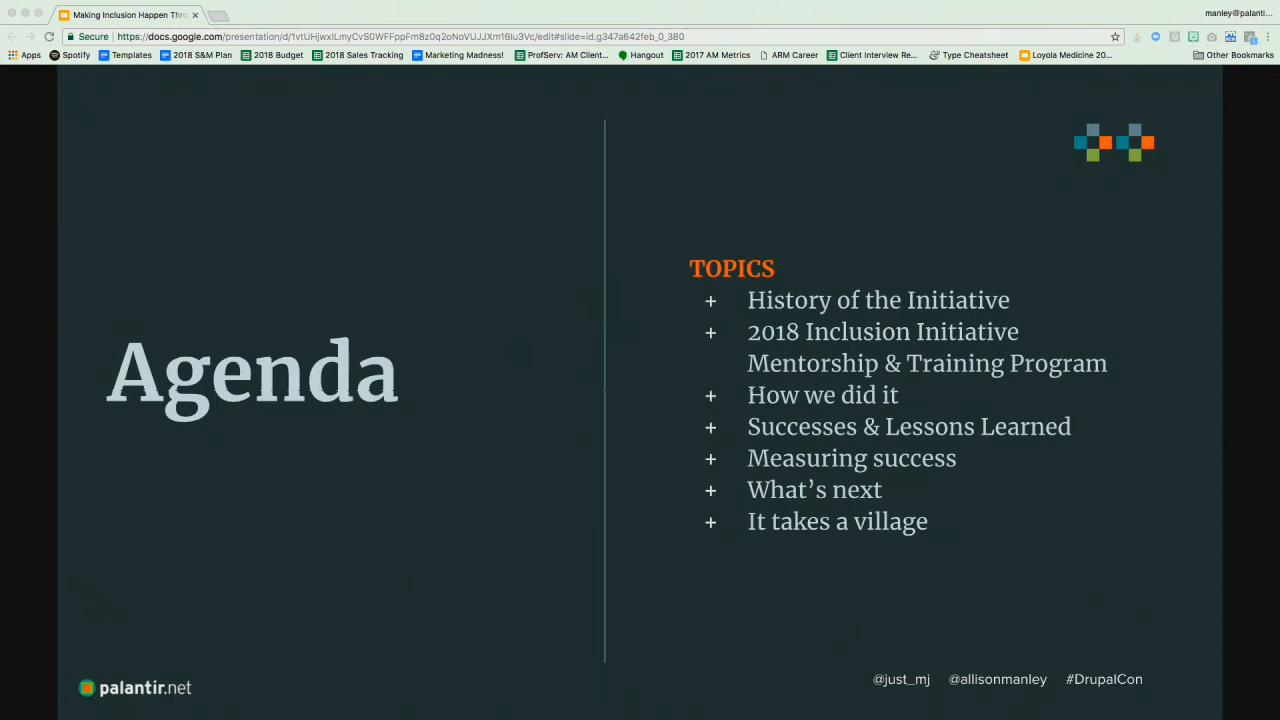 Making Inclusion Happen Thro
manley@palantir...
Secure
https://docs.google.com/presentation/d/1vtUHjwxILmyCvS0WFFppFm8z0q2oNoVUJJXm16Iu3Vc/edit#slide=id.g347a642feb_0_380
Apps Spotify Templates 2018 S&M Plan 2018 Budget 2018 Sales Tracking Marketing Madness! ProfServ: AM Client... Hangout 2017 AM Metrics ARM Career Client Interview Re... Type Cheatsheet Loyola Medicine 20... Other Bookmarks
Agenda
TOPICS
+ History of the Initiative
+ 2018 Inclusion Initiative
Mentorship & Training Program
+ How we did it
+ Successes & Lessons Learned
+ Measuring success
+ What's next
+ It takes a village
palantir.net
@just_mj @allisonmanley #DrupalCon